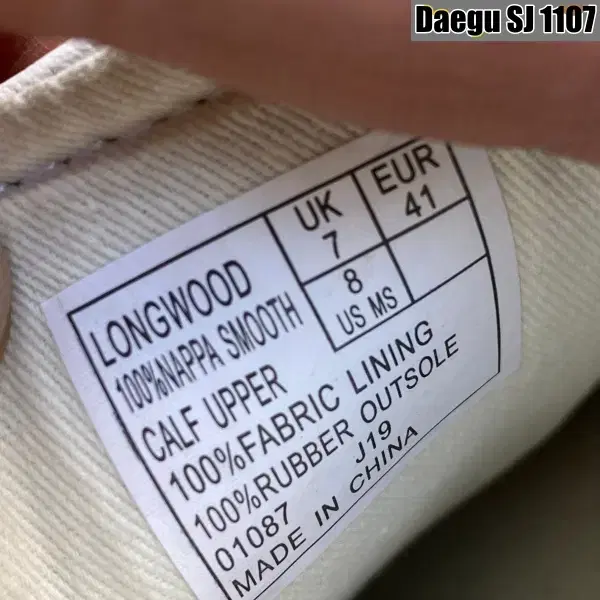 Daegu SJ 1107
UK
7
EUR
41
8
US MS
LONGWOOD
100%NAPPA SMOOTH
CALF UPPER
100%FABRIC LINING
100%RUBBER OUTSOLE
01087 J19
MADE IN CHINA